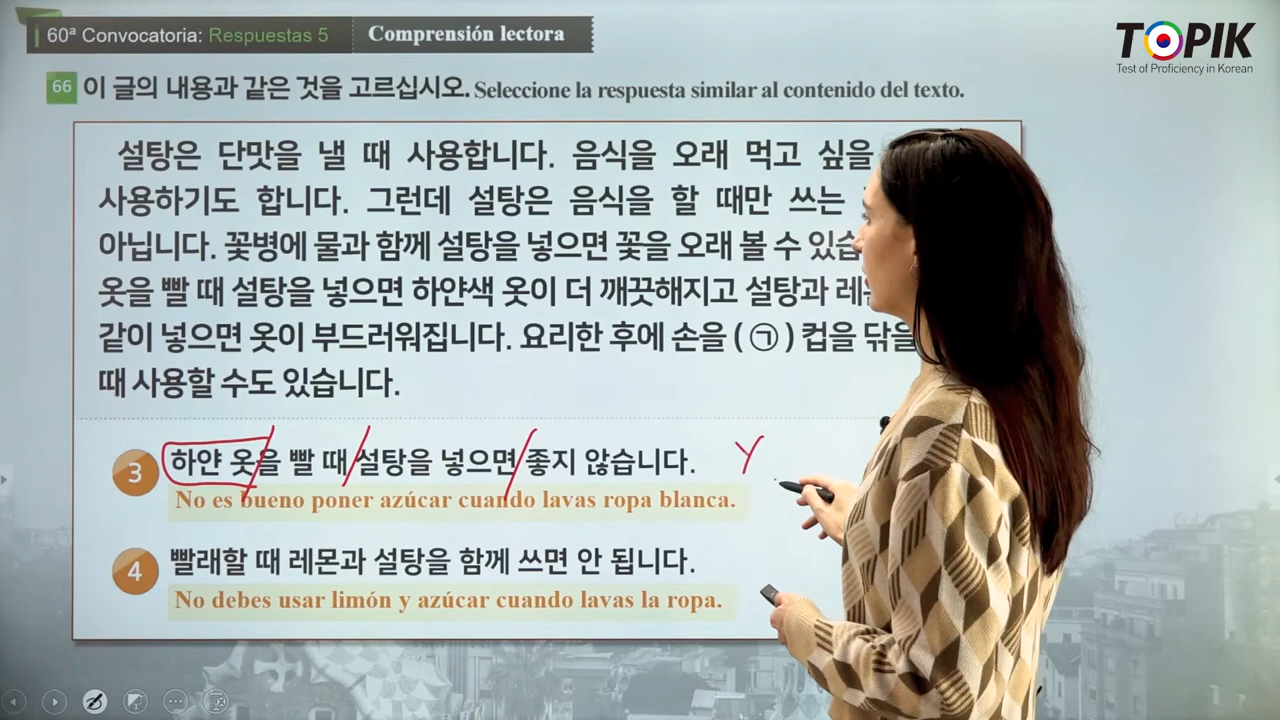 60ª Convocatoria: Respuestas 5
Comprensión lectora
TOPIK
Test of Proficiency in Korean
66 이 글의 내용과 같은 것을 고르십시오. Seleccione la respuesta similar al contenido del texto.
설탕은 단맛을 낼 때 사용합니다. 음식을 오래 먹고 싶을
사용하기도 합니다. 그런데 설탕은 음식을 할 때만 쓰는
아닙니다. 꽃병에 물과 함께 설탕을 넣으면 꽃을 오래 볼 수
옷을 빨 때 설탕을 넣으면 하얀색 옷이 더 깨끗해지고 설탕과
같이 넣으면 옷이 부드러워집니다. 요리한 후에 손을 ( ㉠ ) 컵을 닦을
때 사용할 수도 있습니다.
3 하얀 옷을 빨 때 설탕을 넣으면 좋지 않습니다.
No es bueno poner azúcar cuando lavas ropa blanca.
4 빨래할 때 레몬과 설탕을 함께 쓰면 안 됩니다.
No debes usar limón y azúcar cuando lavas la ropa.